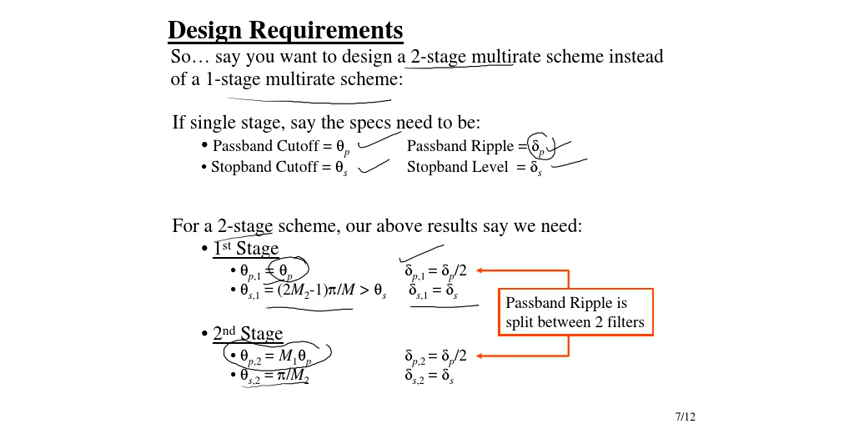 Design Requirements
So… say you want to design a 2-stage multirate scheme instead
of a 1-stage multirate scheme:
If single stage, say the specs need to be:
• Passband Cutoff = θp Passband Ripple = δp
• Stopband Cutoff = θs Stopband Level = δs
For a 2-stage scheme, our above results say we need:
• 1st Stage
• θp,1 = θp δp,1 = δp/2
• θs,1 = (2M2-1)π/M > θs δs,1 = δs
Passband Ripple is
split between 2 filters
• 2nd Stage
• θp,2 = M1θp δp,2 = δp/2
• θs,2 = π/M2 δs,2 = δs
7/12